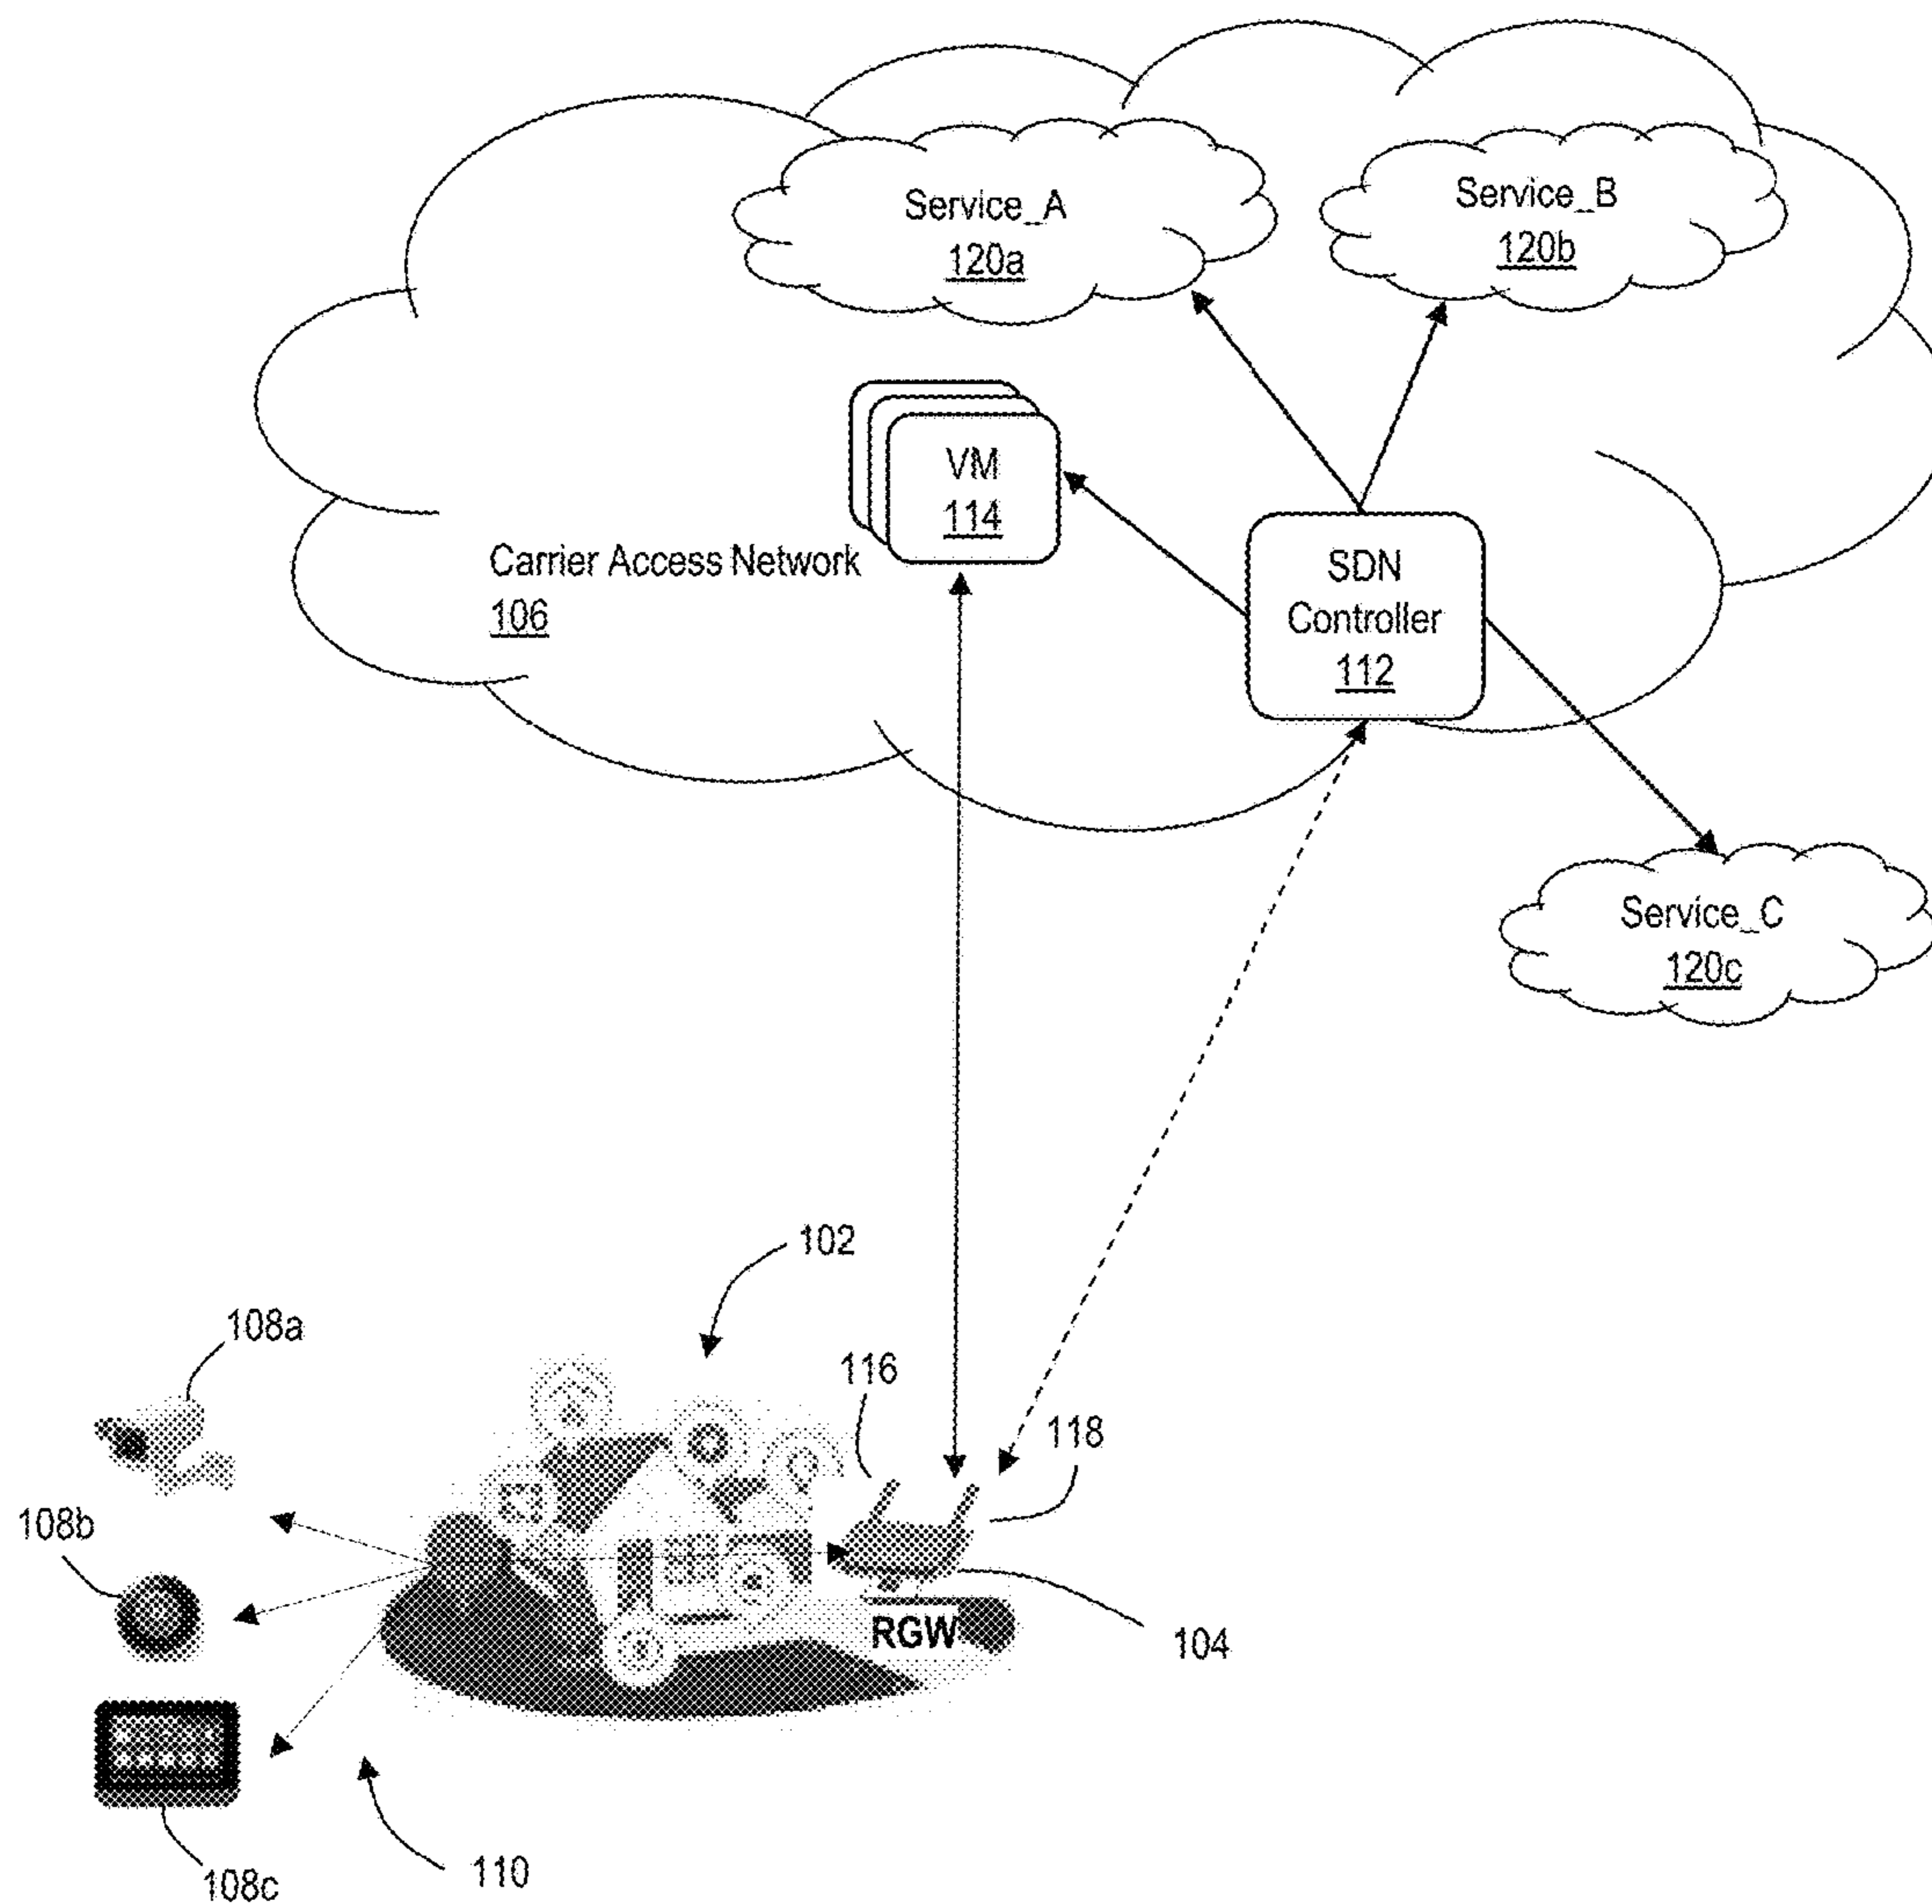 Service_A
120a
Service_B
120b
VM
114
Carrier Access Network
106
SDN
Controller
112
Service_C
120c
102
108a
116
118
108b
RGW
104
110
108c